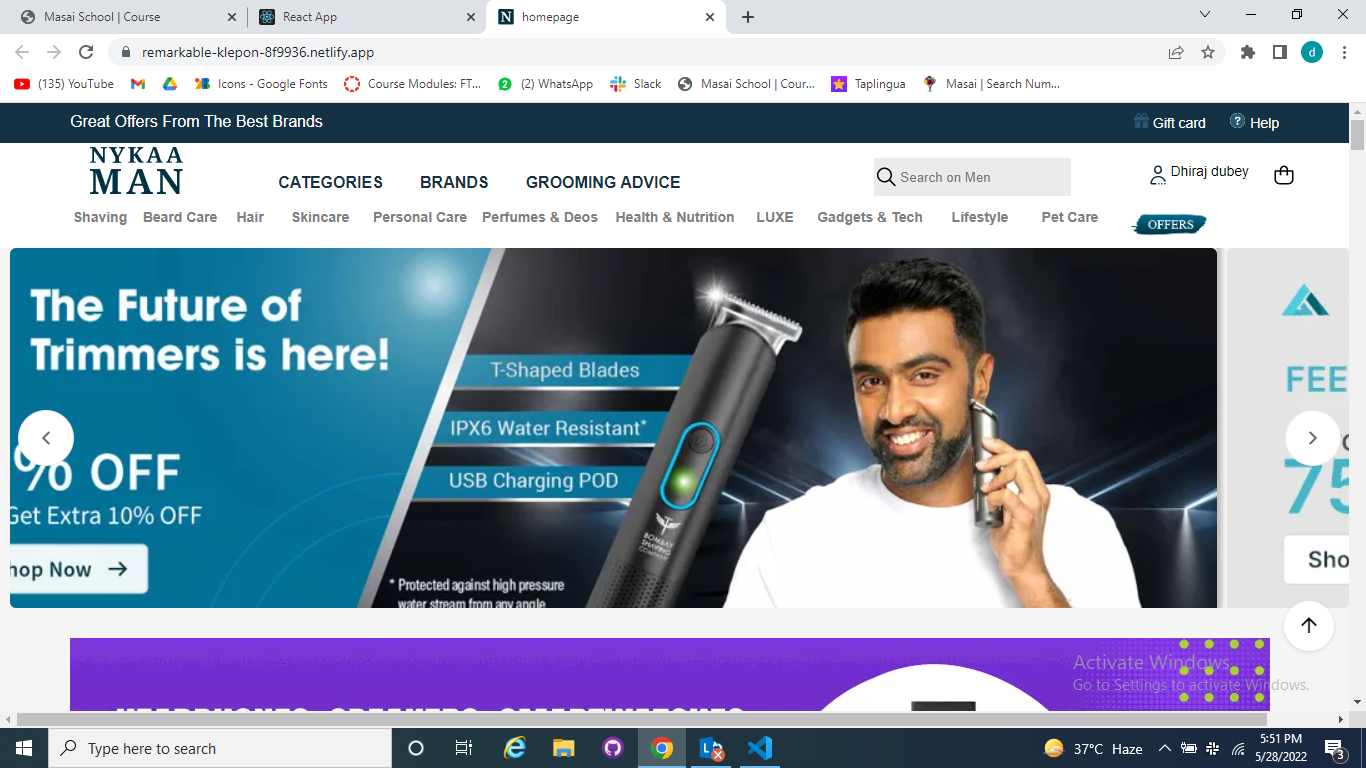 Masai School | Course
React App
homepage
remarkable-klepon-8f9936.netlify.app
d
(135) YouTube
Icons - Google Fonts
Course Modules: FT...
2
(2) WhatsApp
Slack
Masai School | Cour...
Taplingua
Masai | Search Num...
Great Offers From The Best Brands
Gift card
Help
NYKAA
MAN
CATEGORIES
BRANDS
GROOMING ADVICE
Search on Men
Dhiraj dubey
Shaving
Beard Care
Hair
Skincare
Personal Care
Perfumes & Deos
Health & Nutrition
LUXE
Gadgets & Tech
Lifestyle
Pet Care
OFFERS
The Future of
Trimmers is here!
% OFF
Get Extra 10% OFF
hop Now
T-Shaped Blades
IPX6 Water Resistant*
USB Charging POD
BOMBAY
SHAVING
COMPANY
* Protected against high pressure
water stream from any angle
FEE
75
Sho
Activate Windows
Go to Settings to activate Windows.
Type here to search
37°C Haze
5:51 PM
5/28/2022
3